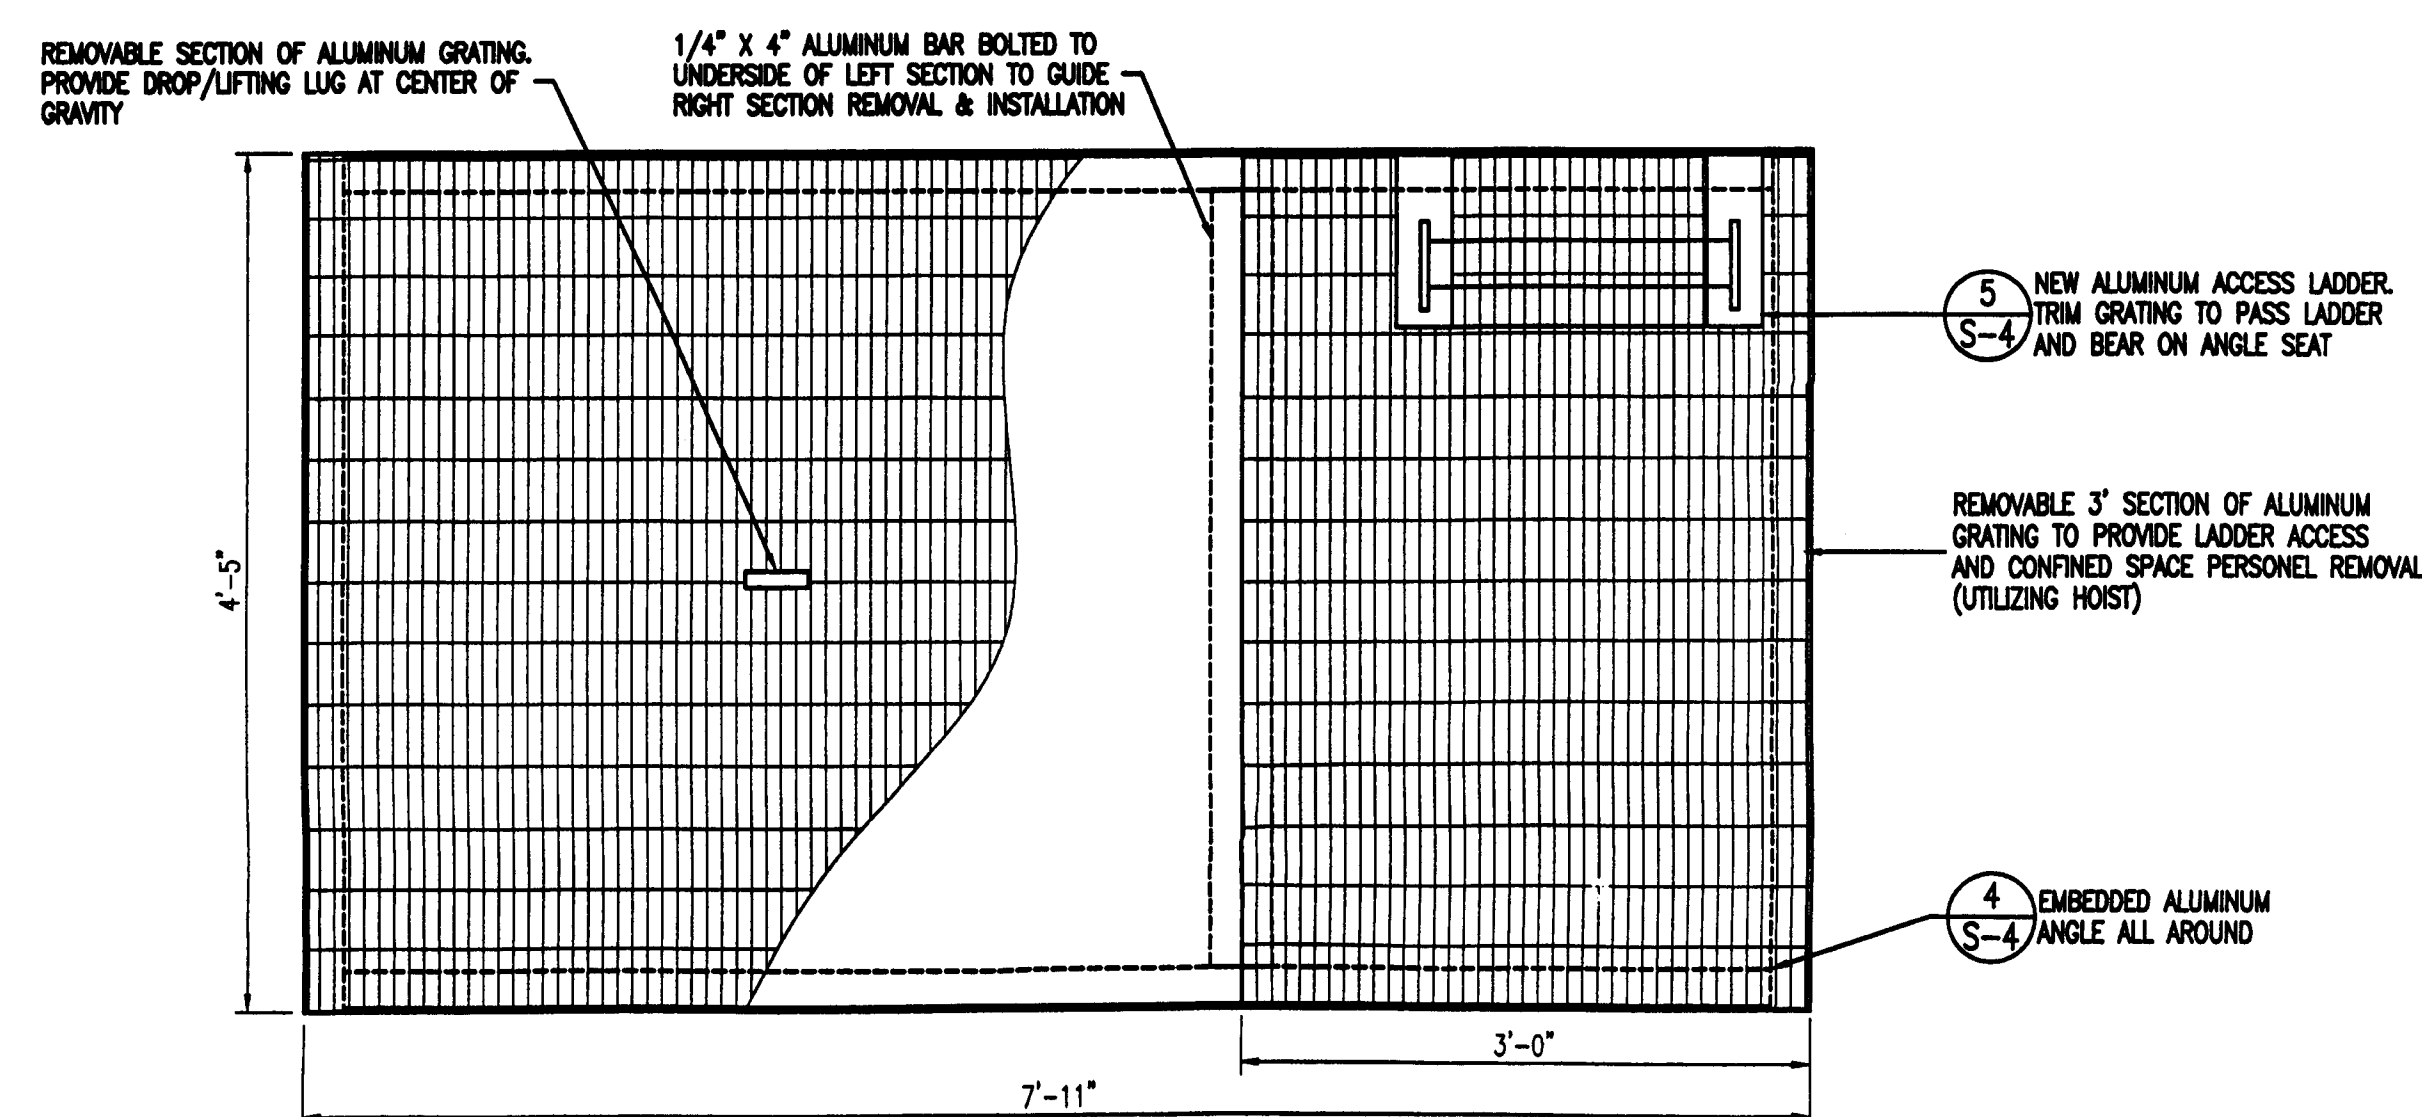 REMOVABLE SECTION OF ALUMINUM GRATING.
PROVIDE DROP/LIFTING LUG AT CENTER OF
GRAVITY
1/4" X 4" ALUMINUM BAR BOLTED TO
UNDERSIDE OF LEFT SECTION TO GUIDE
RIGHT SECTION REMOVAL & INSTALLATION
5
S-4
NEW ALUMINUM ACCESS LADDER.
TRIM GRATING TO PASS LADDER
AND BEAR ON ANGLE SEAT
REMOVABLE 3' SECTION OF ALUMINUM
GRATING TO PROVIDE LADDER ACCESS
AND CONFINED SPACE PERSONEL REMOVAL
(UTILIZING HOIST)
4'-5"
4
S-4
EMBEDDED ALUMINUM
ANGLE ALL AROUND
3'-0"
7'-11"